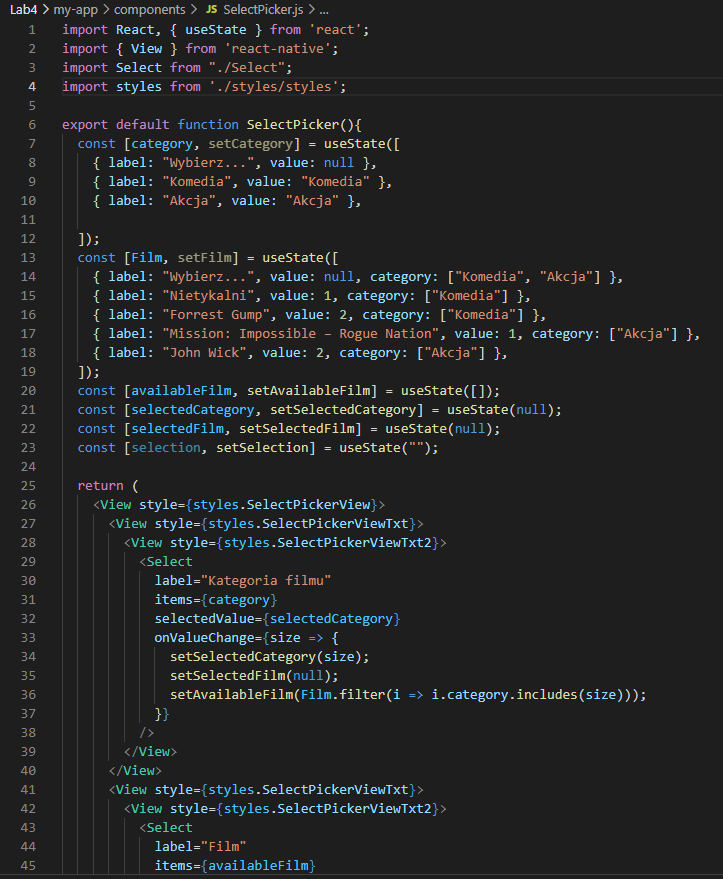 Lab4 > my-app > components > JS SelectPicker.js > ...
1 import React, { useState } from 'react';
2 import { View } from 'react-native';
3 import Select from "./Select";
4 import styles from './styles/styles';
5
6 export default function SelectPicker(){
7 const [category, setCategory] = useState([
8 { label: "Wybierz...", value: null },
9 { label: "Komedia", value: "Komedia" },
10 { label: "Akcja", value: "Akcja" },
11
12 ]);
13 const [Film, setFilm] = useState([
14 { label: "Wybierz...", value: null, category: ["Komedia", "Akcja"] },
15 { label: "Nietykalni", value: 1, category: ["Komedia"] },
16 { label: "Forrest Gump", value: 2, category: ["Komedia"] },
17 { label: "Mission: Impossible – Rogue Nation", value: 1, category: ["Akcja"] },
18 { label: "John Wick", value: 2, category: ["Akcja"] },
19 ]);
20 const [availableFilm, setAvailableFilm] = useState([]);
21 const [selectedCategory, setSelectedCategory] = useState(null);
22 const [selectedFilm, setSelectedFilm] = useState(null);
23 const [selection, setSelection] = useState("");
24
25 return (
26 <View style={styles.SelectPickerView}>
27 <View style={styles.SelectPickerViewTxt}>
28 <View style={styles.SelectPickerViewTxt2}>
29 <Select
30 label="Kategoria filmu"
31 items={category}
32 selectedValue={selectedCategory}
33 onValueChange={size => {
34 setSelectedCategory(size);
35 setSelectedFilm(null);
36 setAvailableFilm(Film.filter(i => i.category.includes(size)));
37 }}
38 />
39 </View>
40 </View>
41 <View style={styles.SelectPickerViewTxt}>
42 <View style={styles.SelectPickerViewTxt2}>
43 <Select
44 label="Film"
45 items={availableFilm}